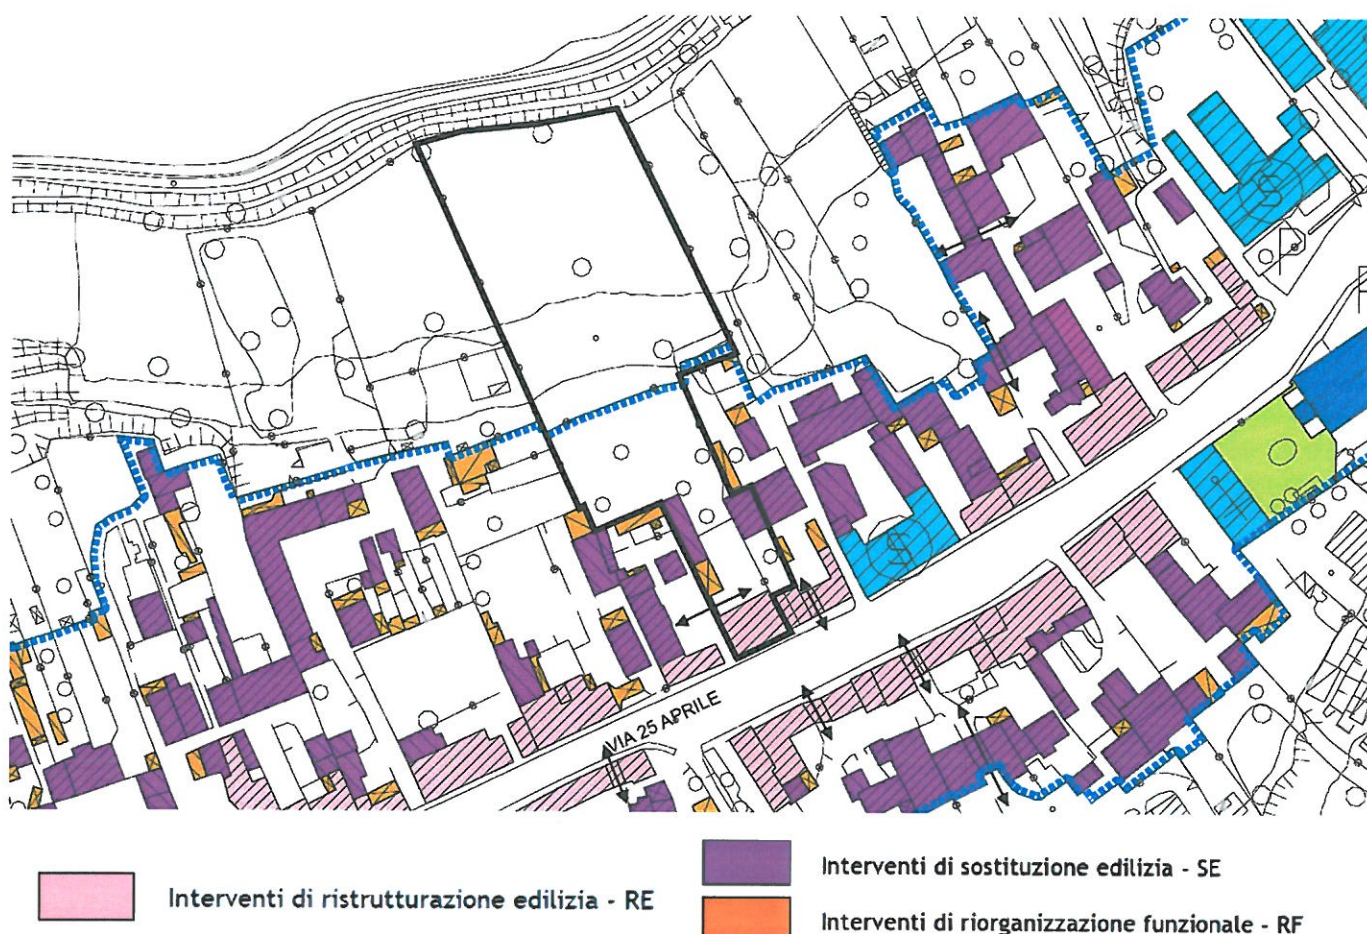 S
P
S
VIA 25 APRILE
Interventi di ristrutturazione edilizia - RE
Interventi di sostituzione edilizia - SE
Interventi di riorganizzazione funzionale - RF